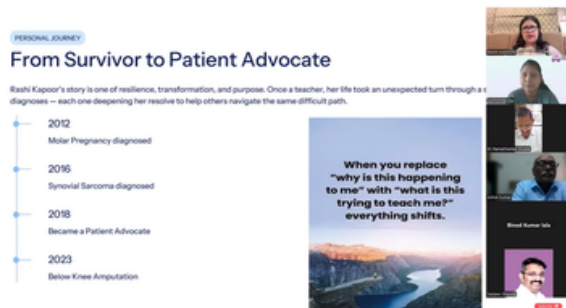 PERSONAL JOURNEY
From Survivor to Patient Advocate
Rashi Kapoor's story is one of resilience, transformation, and purpose. Once a teacher, her life took an unexpected turn through a
diagnoses — each one deepening her resolve to help others navigate the same difficult path.
2012
Molar Pregnancy diagnosed
2016
Synovial Sarcoma diagnosed
2018
Became a Patient Advocate
2023
Below Knee Amputation
When you replace
"why is this happening
to me" with "what is this
trying to teach me?"
everything shifts.
Binod Kumar lala